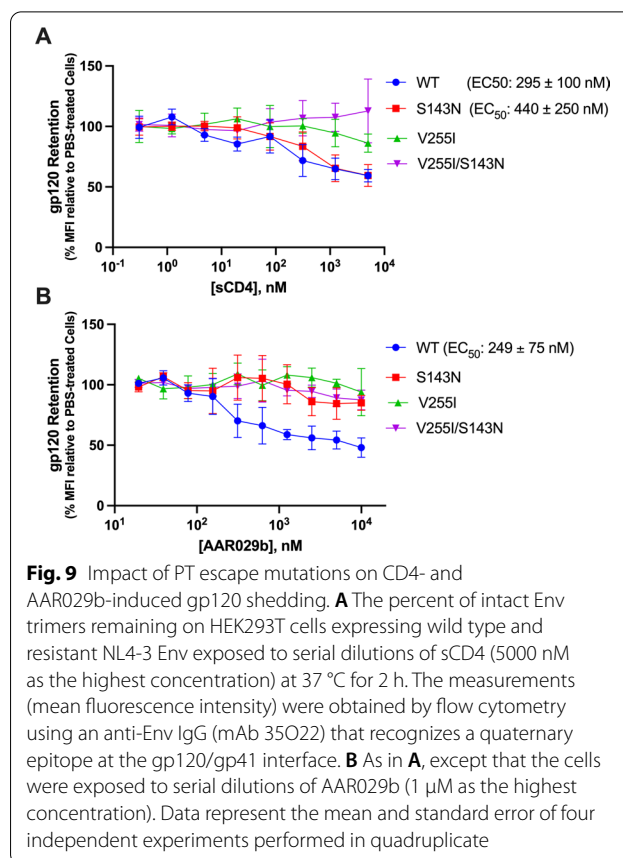 A
150
100
50
0
gp120 Retention
(% MFI relative to PBS-treated Cells)
10⁻¹ 10⁰ 10¹ 10² 10³ 10⁴
[sCD4], nM
WT (EC50: 295 ± 100 nM)
S143N (EC₅₀: 440 ± 250 nM)
V255I
V255I/S143N
B
150
100
50
0
gp120 Retention
(% MFI relative to PBS-treated Cells)
10¹ 10² 10³ 10⁴
[AAR029b], nM
WT (EC₅₀: 249 ± 75 nM)
S143N
V255I
V255I/S143N
Fig. 9 Impact of PT escape mutations on CD4- and
AAR029b-induced gp120 shedding. A The percent of intact Env
trimers remaining on HEK293T cells expressing wild type and
resistant NL4-3 Env exposed to serial dilutions of sCD4 (5000 nM
as the highest concentration) at 37 °C for 2 h. The measurements
(mean fluorescence intensity) were obtained by flow cytometry
using an anti-Env IgG (mAb 35O22) that recognizes a quaternary
epitope at the gp120/gp41 interface. B As in A, except that the cells
were exposed to serial dilutions of AAR029b (1 μM as the highest
concentration). Data represent the mean and standard error of four
independent experiments performed in quadruplicate